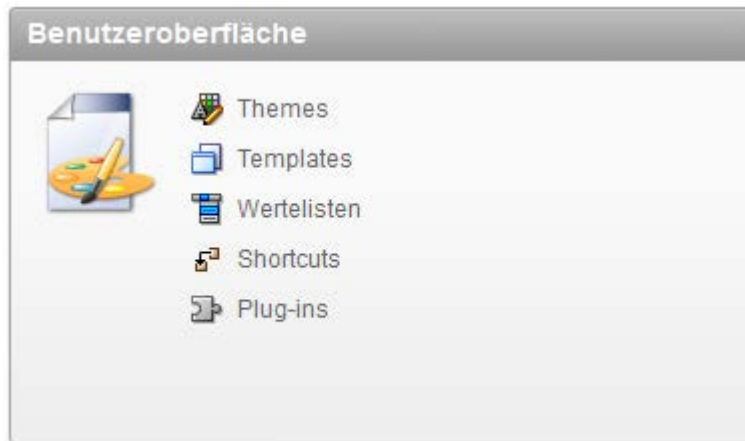 Benutzeroberfläche
Themes
Templates
Wertelisten
Shortcuts
Plug-ins